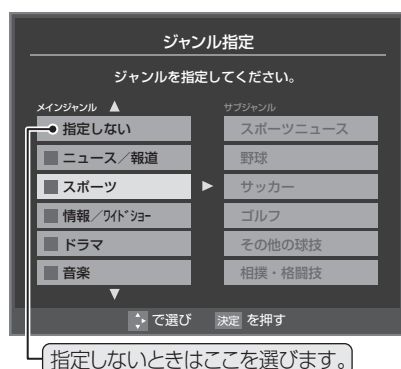 ジャンル指定
ジャンルを指定してください。
メインジャンル ▲
サブジャンル
指定しない
スポーツニュース
ニュース／報道
野球
スポーツ ▶
サッカー
情報／ワイドショー
ゴルフ
ドラマ
その他の球技
音楽
相撲・格闘技
▼
で選び 決定 を押す
指定しないときはここを選びます。